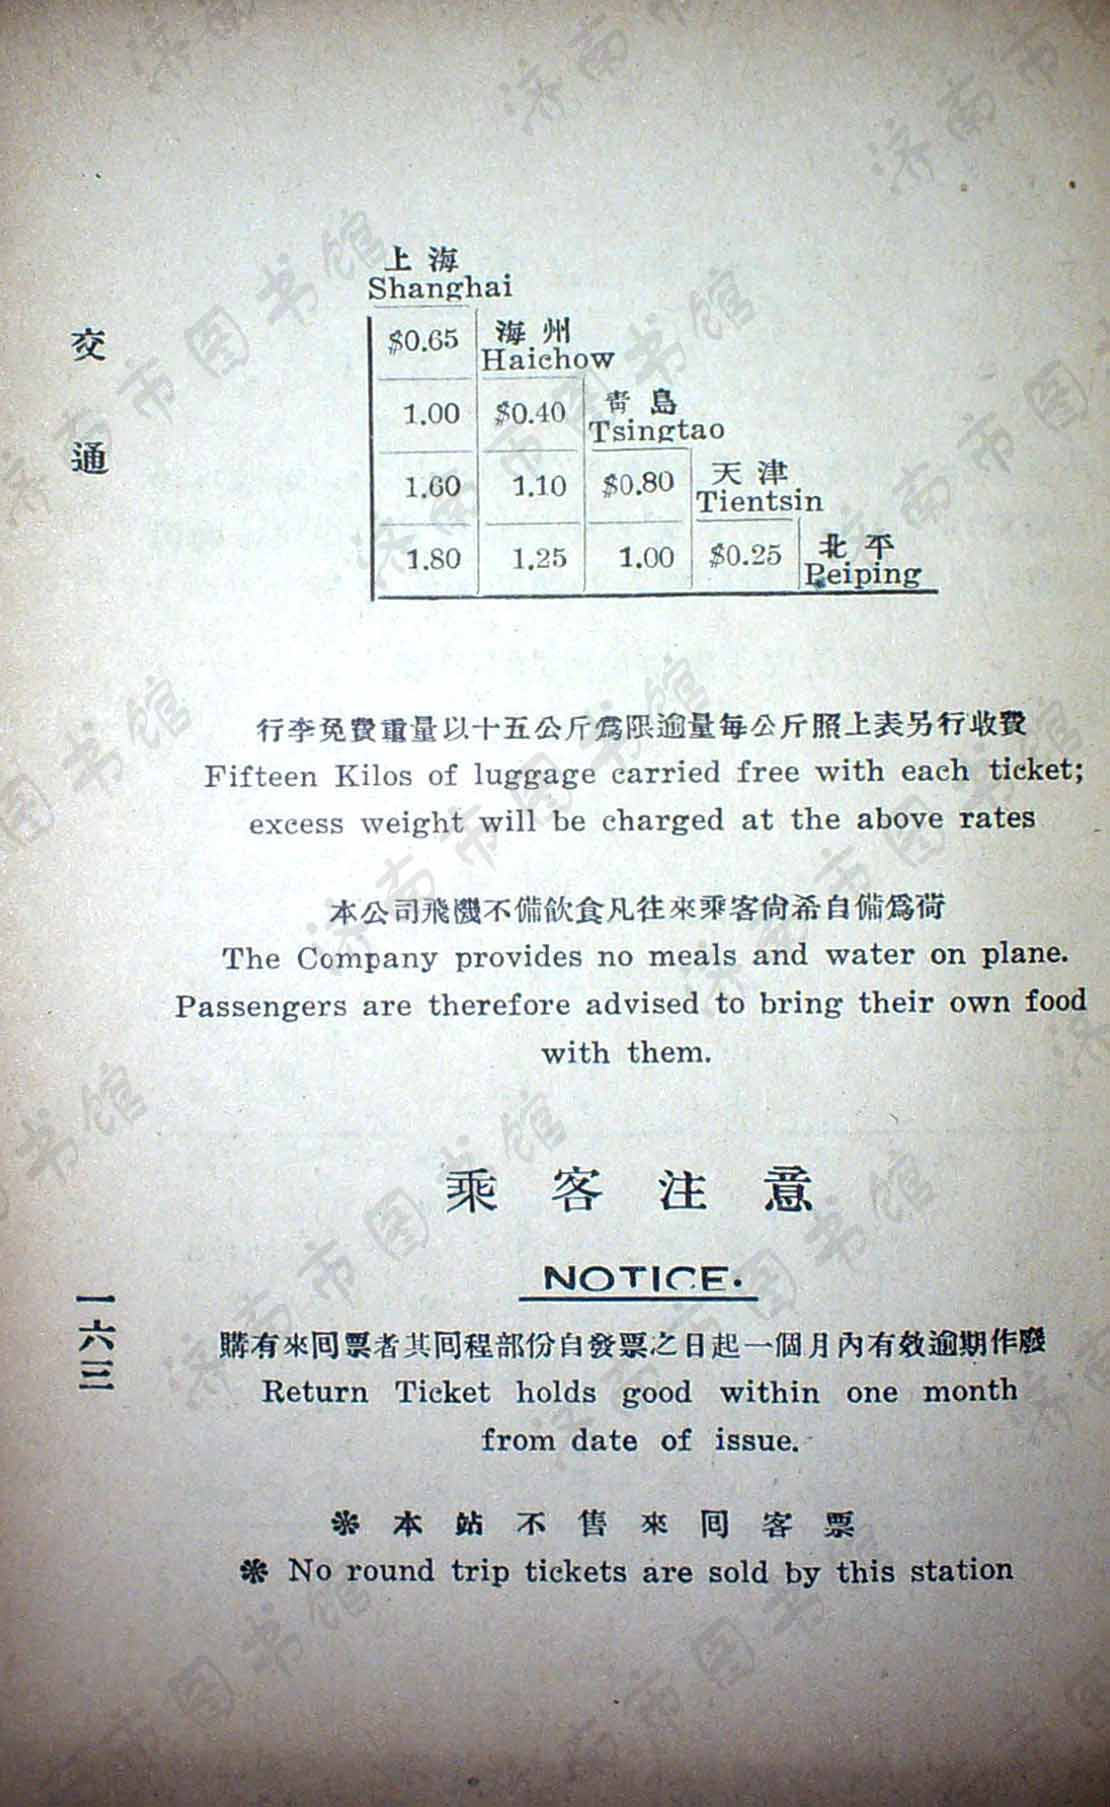 交通
上海
Shanghai
$0.65 海州
Haichow
1.00 $0.40 靑島
Tsingtao
1.60 1.10 $0.80 天津
Tientsin
1.80 1.25 1.00 $0.25 北平
Peiping
行李免費重量以十五公斤爲限逾量每公斤照上表另行收費
Fifteen Kilos of luggage carried free with each ticket;
excess weight will be charged at the above rates
本公司飛機不備飮食凡往來乘客尙希自備爲荷
The Company provides no meals and water on plane.
Passengers are therefore advised to bring their own food
with them.
乘客注意
NOTICE.
購有來回票者其回程部份自發票之日起一個月內有效逾期作廢
Return Ticket holds good within one month
from date of issue.
❋ 本站不售來回客票
❋ No round trip tickets are sold by this station
一六三
济南市图书馆